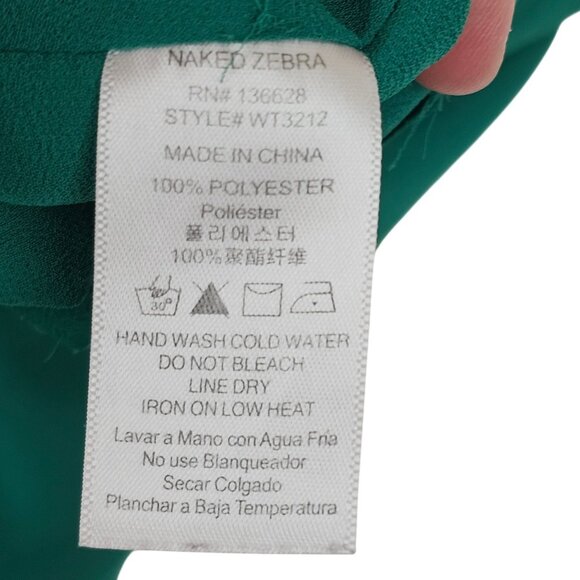 NAKED ZEBRA
RN# 136628
STYLE# WT3212
MADE IN CHINA
100% POLYESTER
Poliéster
폴리에스터
100%聚酯纤维
30°
HAND WASH COLD WATER
DO NOT BLEACH
LINE DRY
IRON ON LOW HEAT
Lavar a Mano con Agua Fria
No use Blanqueador
Secar Colgado
Planchar a Baja Temperatura